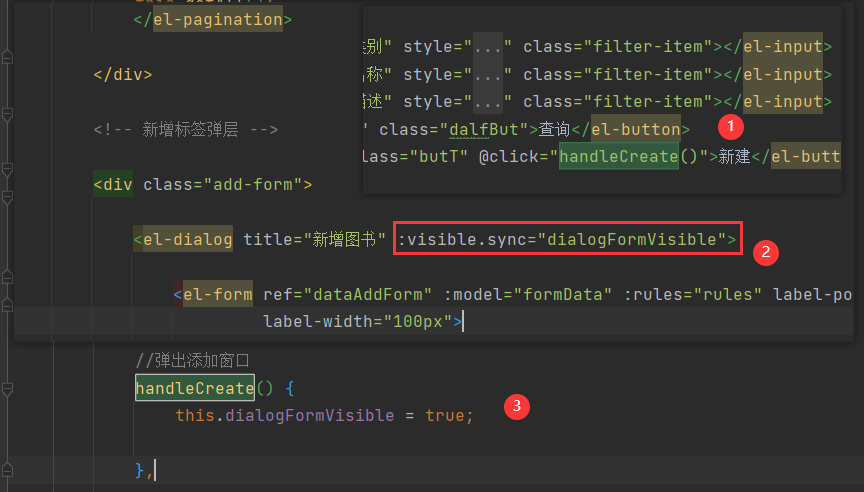 </el-pagination>
</div>
<!-- 新增标签弹层 -->
<div class="add-form">
<el-dialog title="新增图书" :visible.sync="dialogFormVisible">
<el-form ref="dataAddForm" :model="formData" :rules="rules" label-po
label-width="100px">
类别" style="..." class="filter-item"></el-input>
名称" style="..." class="filter-item"></el-input>
描述" style="..." class="filter-item"></el-input>
" class="dalfBut">查询</el-button>
lass="butT" @click="handleCreate()">新建</el-butt
1
2
//弹出添加窗口
handleCreate() {
this.dialogFormVisible = true;
3
},